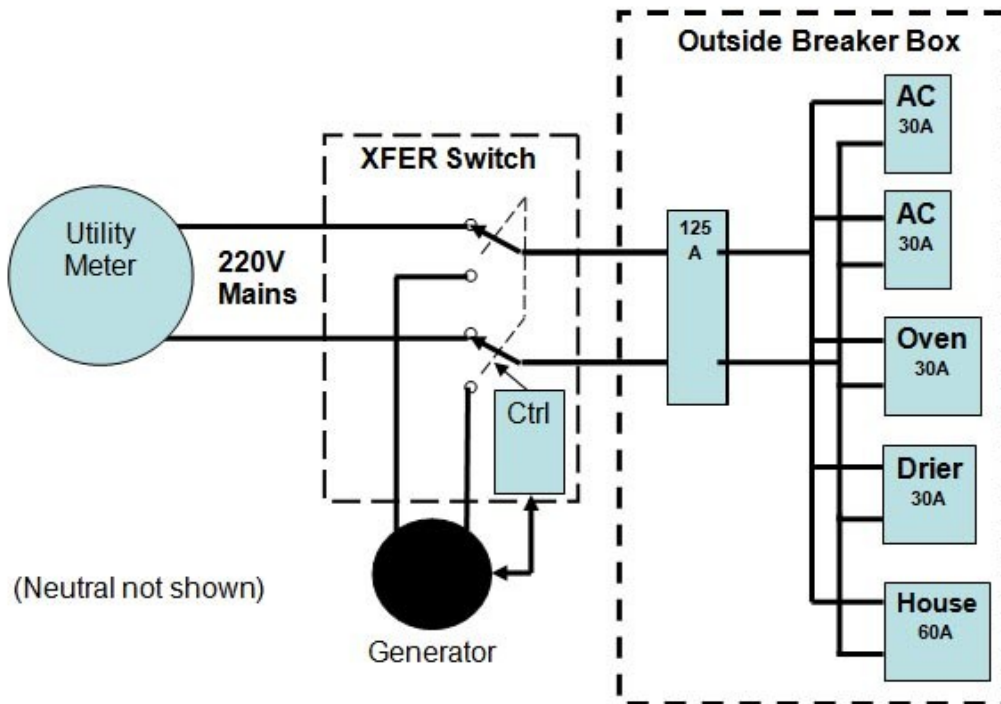 Outside Breaker Box
AC
30A
XFER Switch
AC
30A
Utility
Meter
125
A
220V
Mains
Oven
30A
Ctrl
Drier
30A
(Neutral not shown)
House
60A
Generator